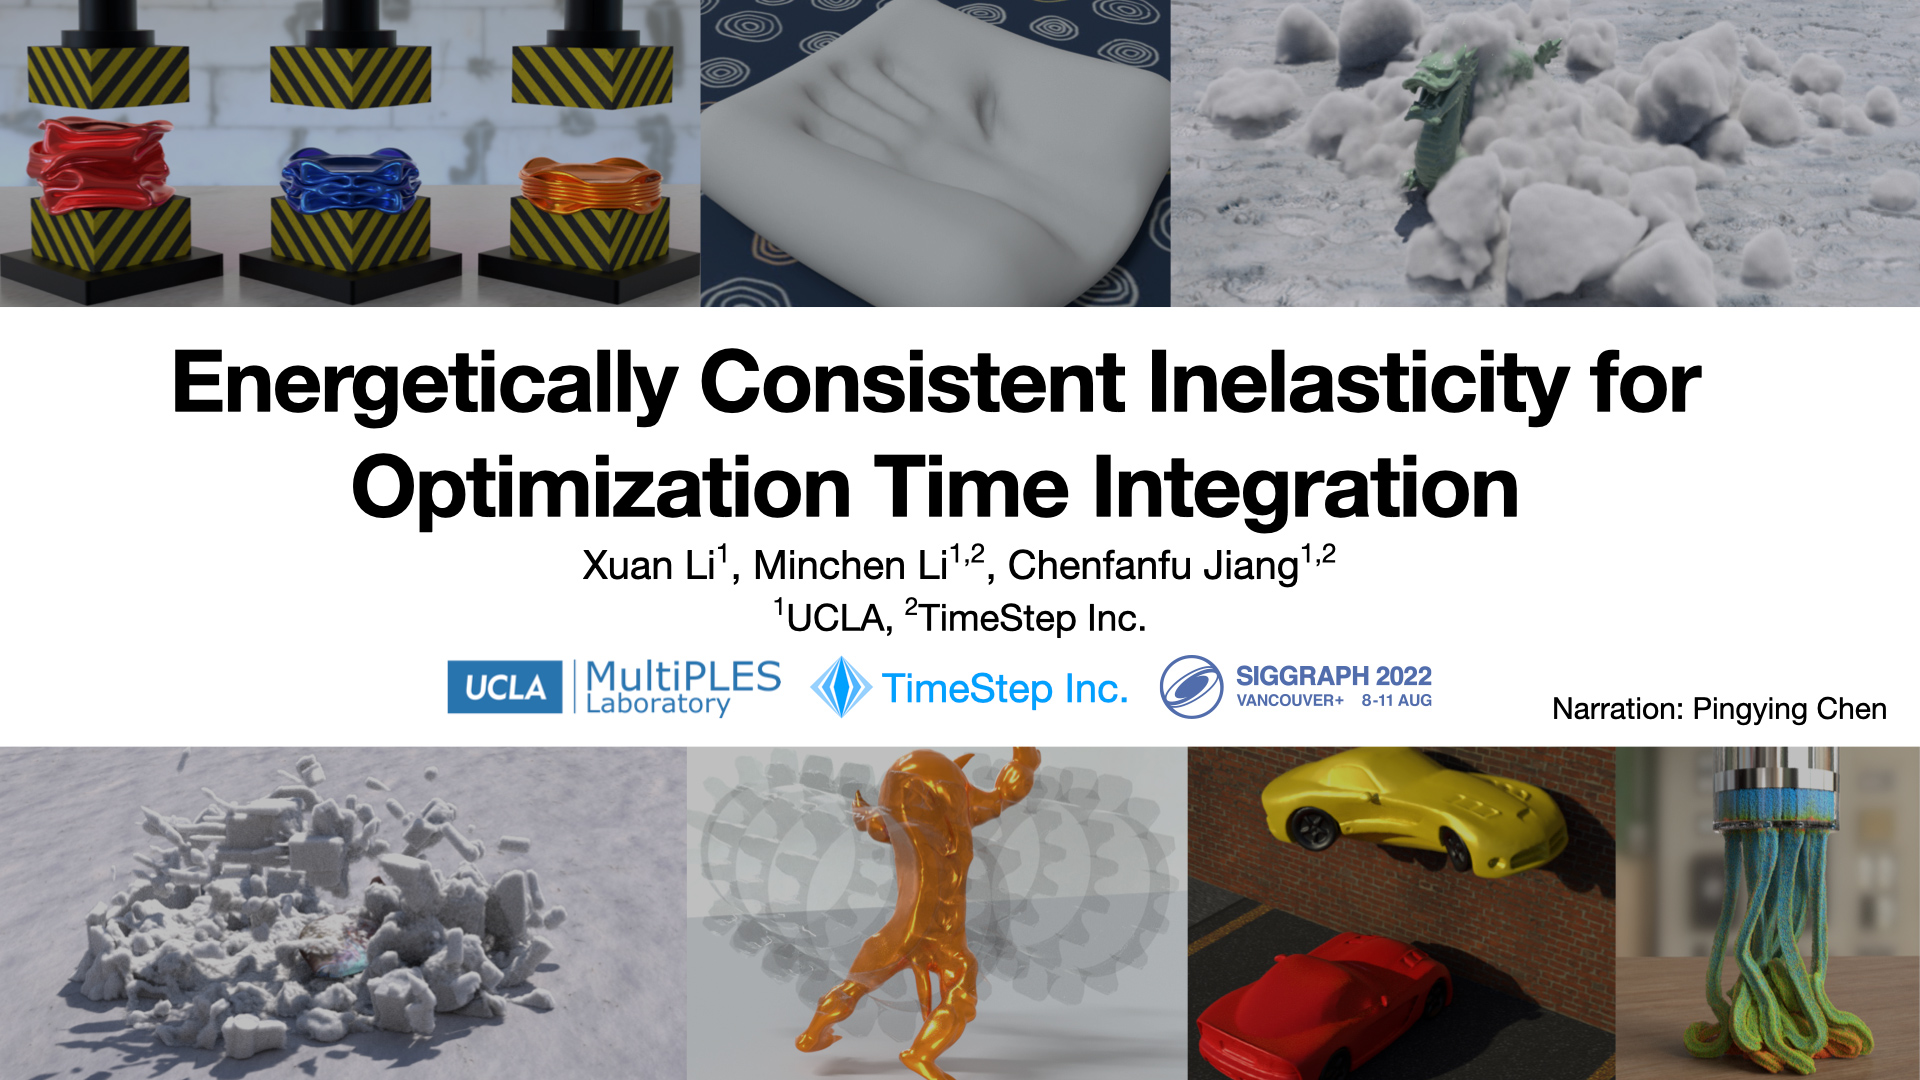 Energetically Consistent Inelasticity for
Optimization Time Integration
Xuan Li¹, Minchen Li¹,², Chenfanfu Jiang¹,²
¹UCLA, ²TimeStep Inc.
UCLA MultiPLES Laboratory
TimeStep Inc.
SIGGRAPH 2022
VANCOUVER+ 8-11 AUG
Narration: Pingying Chen